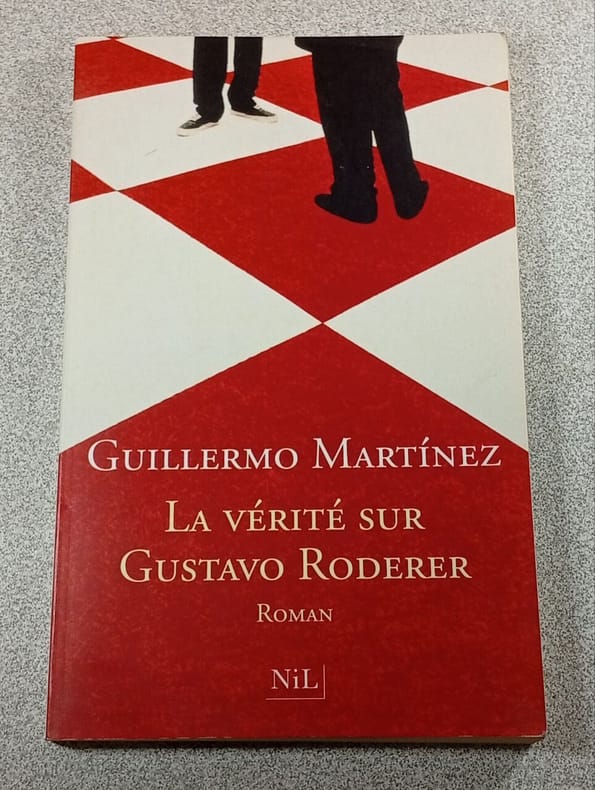 Guillermo Martínez
La vérité sur
Gustavo Roderer
Roman
NiL